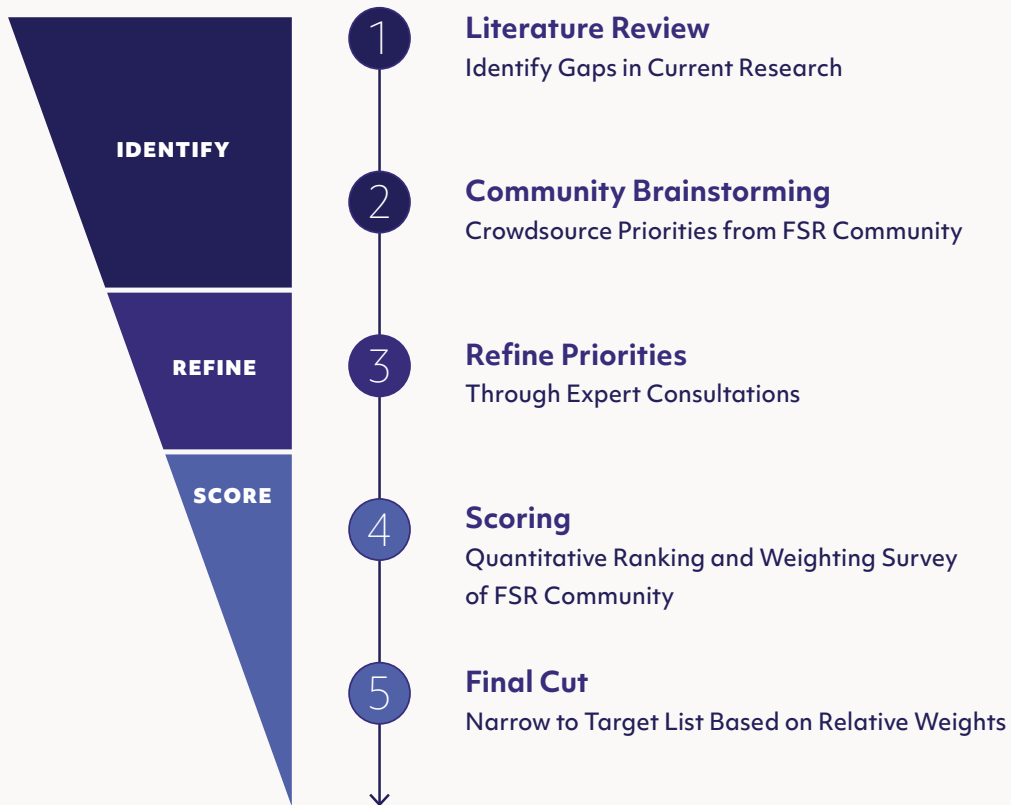 IDENTIFY
REFINE
SCORE
1
Literature Review
Identify Gaps in Current Research
2
Community Brainstorming
Crowdsource Priorities from FSR Community
3
Refine Priorities
Through Expert Consultations
4
Scoring
Quantitative Ranking and Weighting Survey
of FSR Community
5
Final Cut
Narrow to Target List Based on Relative Weights